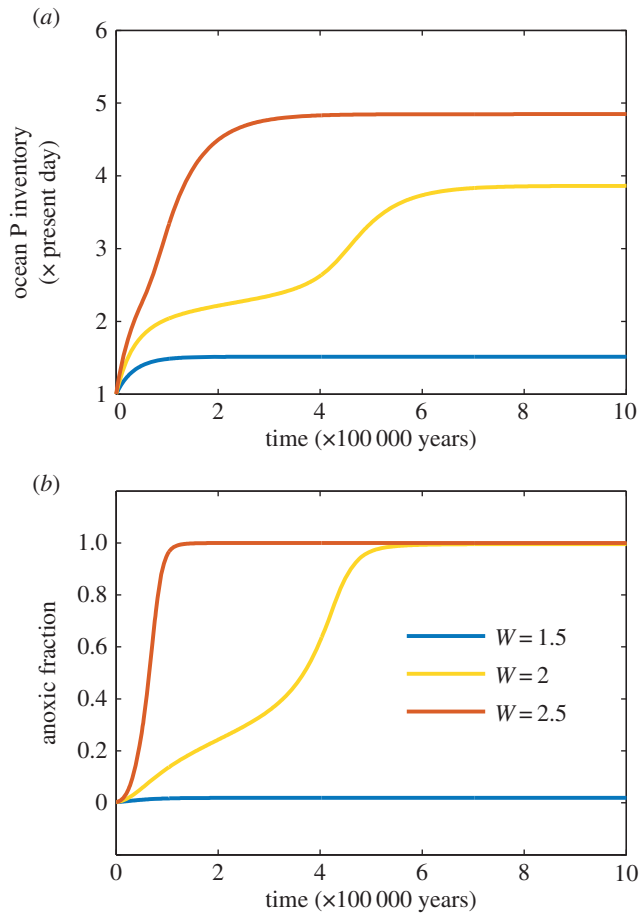 (a)
6
5
4
3
2
1
ocean P inventory
(× present day)
0 2 4 6 8 10
time (×100 000 years)
(b)
1.0
0.8
0.6
0.4
0.2
0
anoxic fraction
W = 1.5
W = 2
W = 2.5
0 2 4 6 8 10
time (×100 000 years)